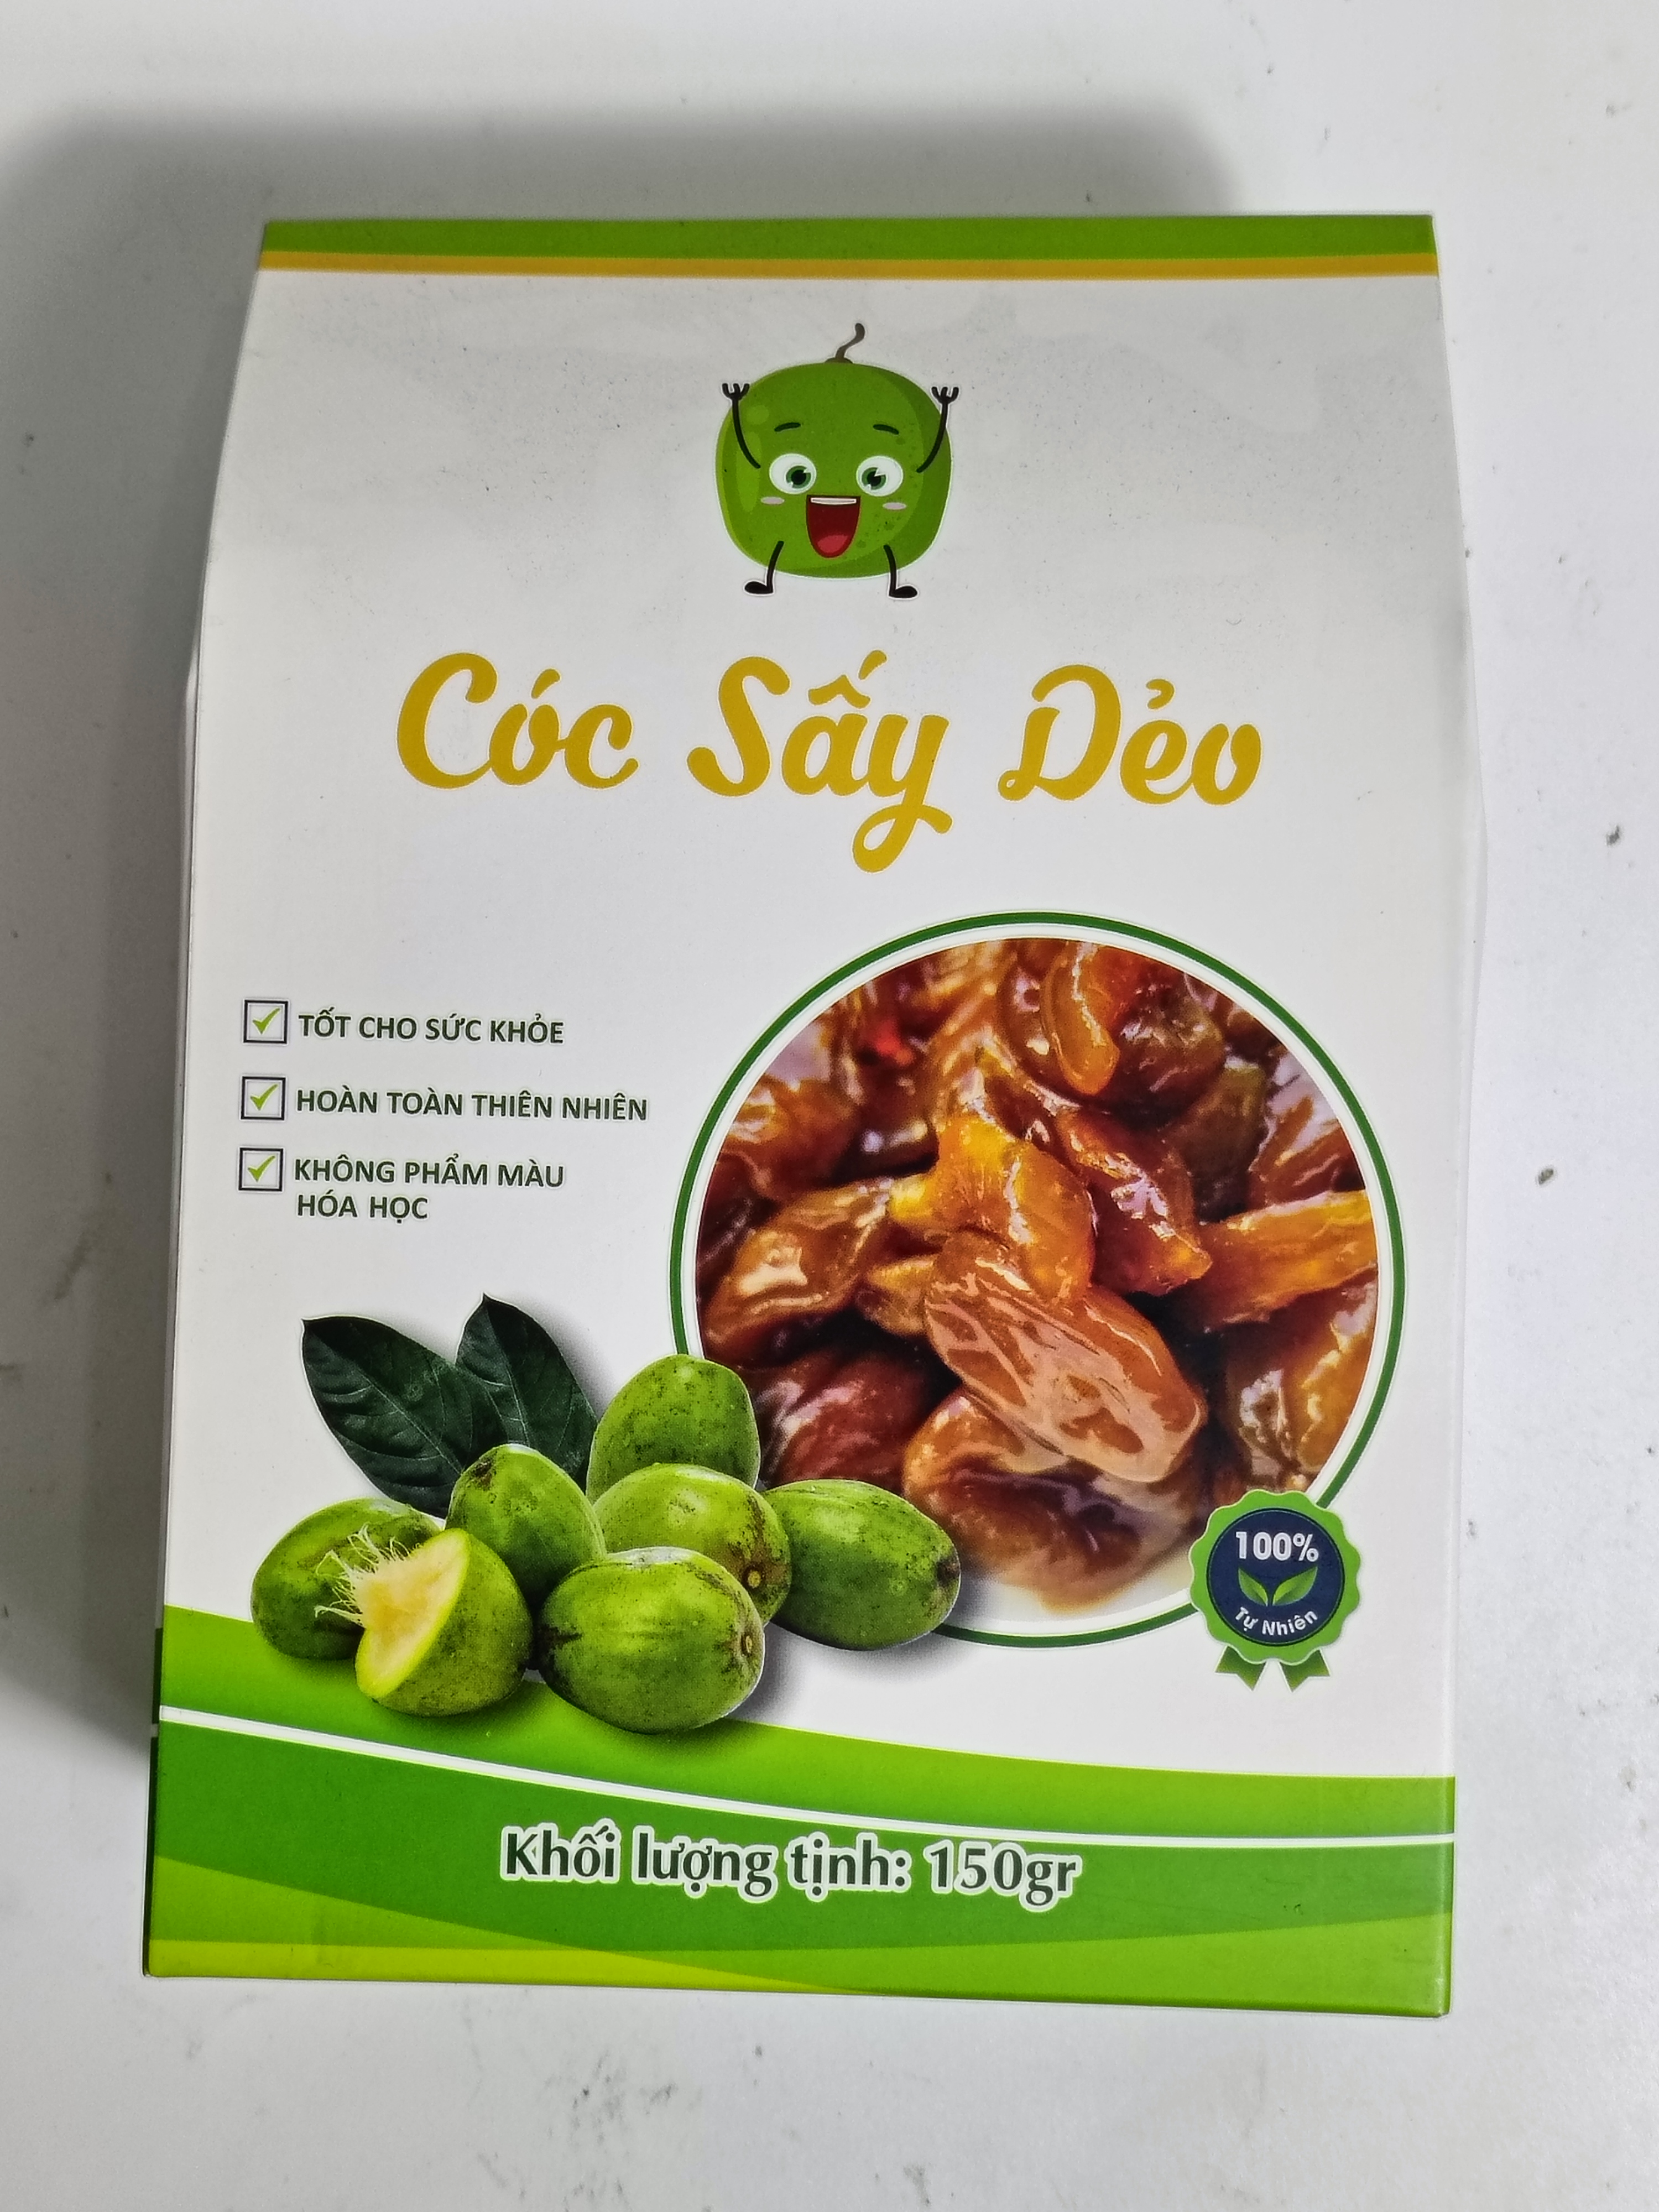 Cóc Sấy Dẻo
TỐT CHO SỨC KHỎE
HOÀN TOÀN THIÊN NHIÊN
KHÔNG PHẨM MÀU
HÓA HỌC
100%
Tự Nhiên
Khối lượng tịnh: 150gr